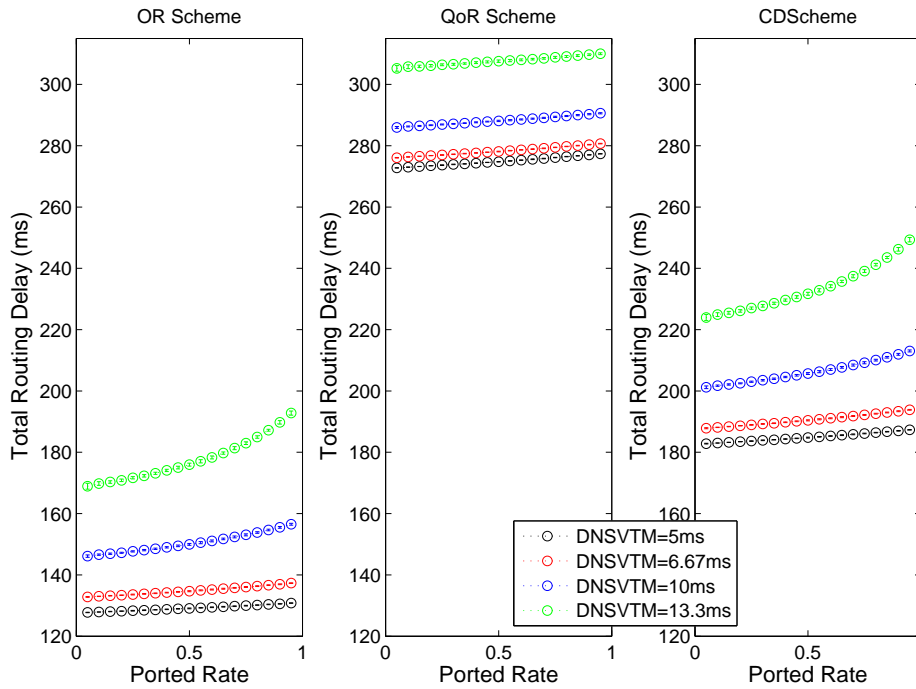 OR Scheme
QoR Scheme
CDScheme
Total Routing Delay (ms)
300
280
260
240
220
200
180
160
140
120
0
0.5
1
Ported Rate
Total Routing Delay (ms)
300
280
260
240
220
200
180
160
140
120
0
0.5
1
Ported Rate
Total Routing Delay (ms)
300
280
260
240
220
200
180
160
140
120
0
0.5
Ported Rate
DNSVTM=5ms
DNSVTM=6.67ms
DNSVTM=10ms
DNSVTM=13.3ms